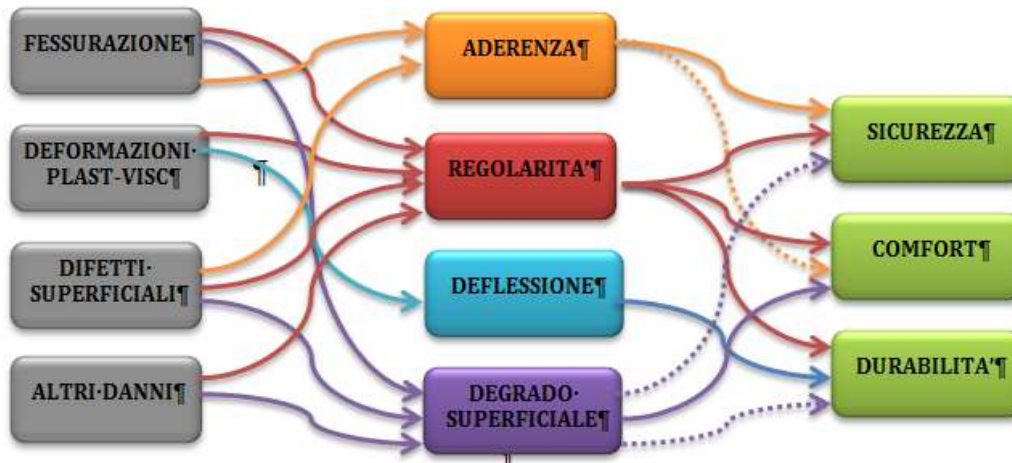 FESSURAZIONE¶
DEFORMAZIONI·
PLAST-VISC¶
¶
DIFETTI·
SUPERFICIALI¶
ALTRI·DANNI¶
ADERENZA¶
REGOLARITA'¶
DEFLESSIONE¶
DEGRADO·
SUPERFICIALE¶
¶
SICUREZZA¶
COMFORT¶
DURABILITA'¶